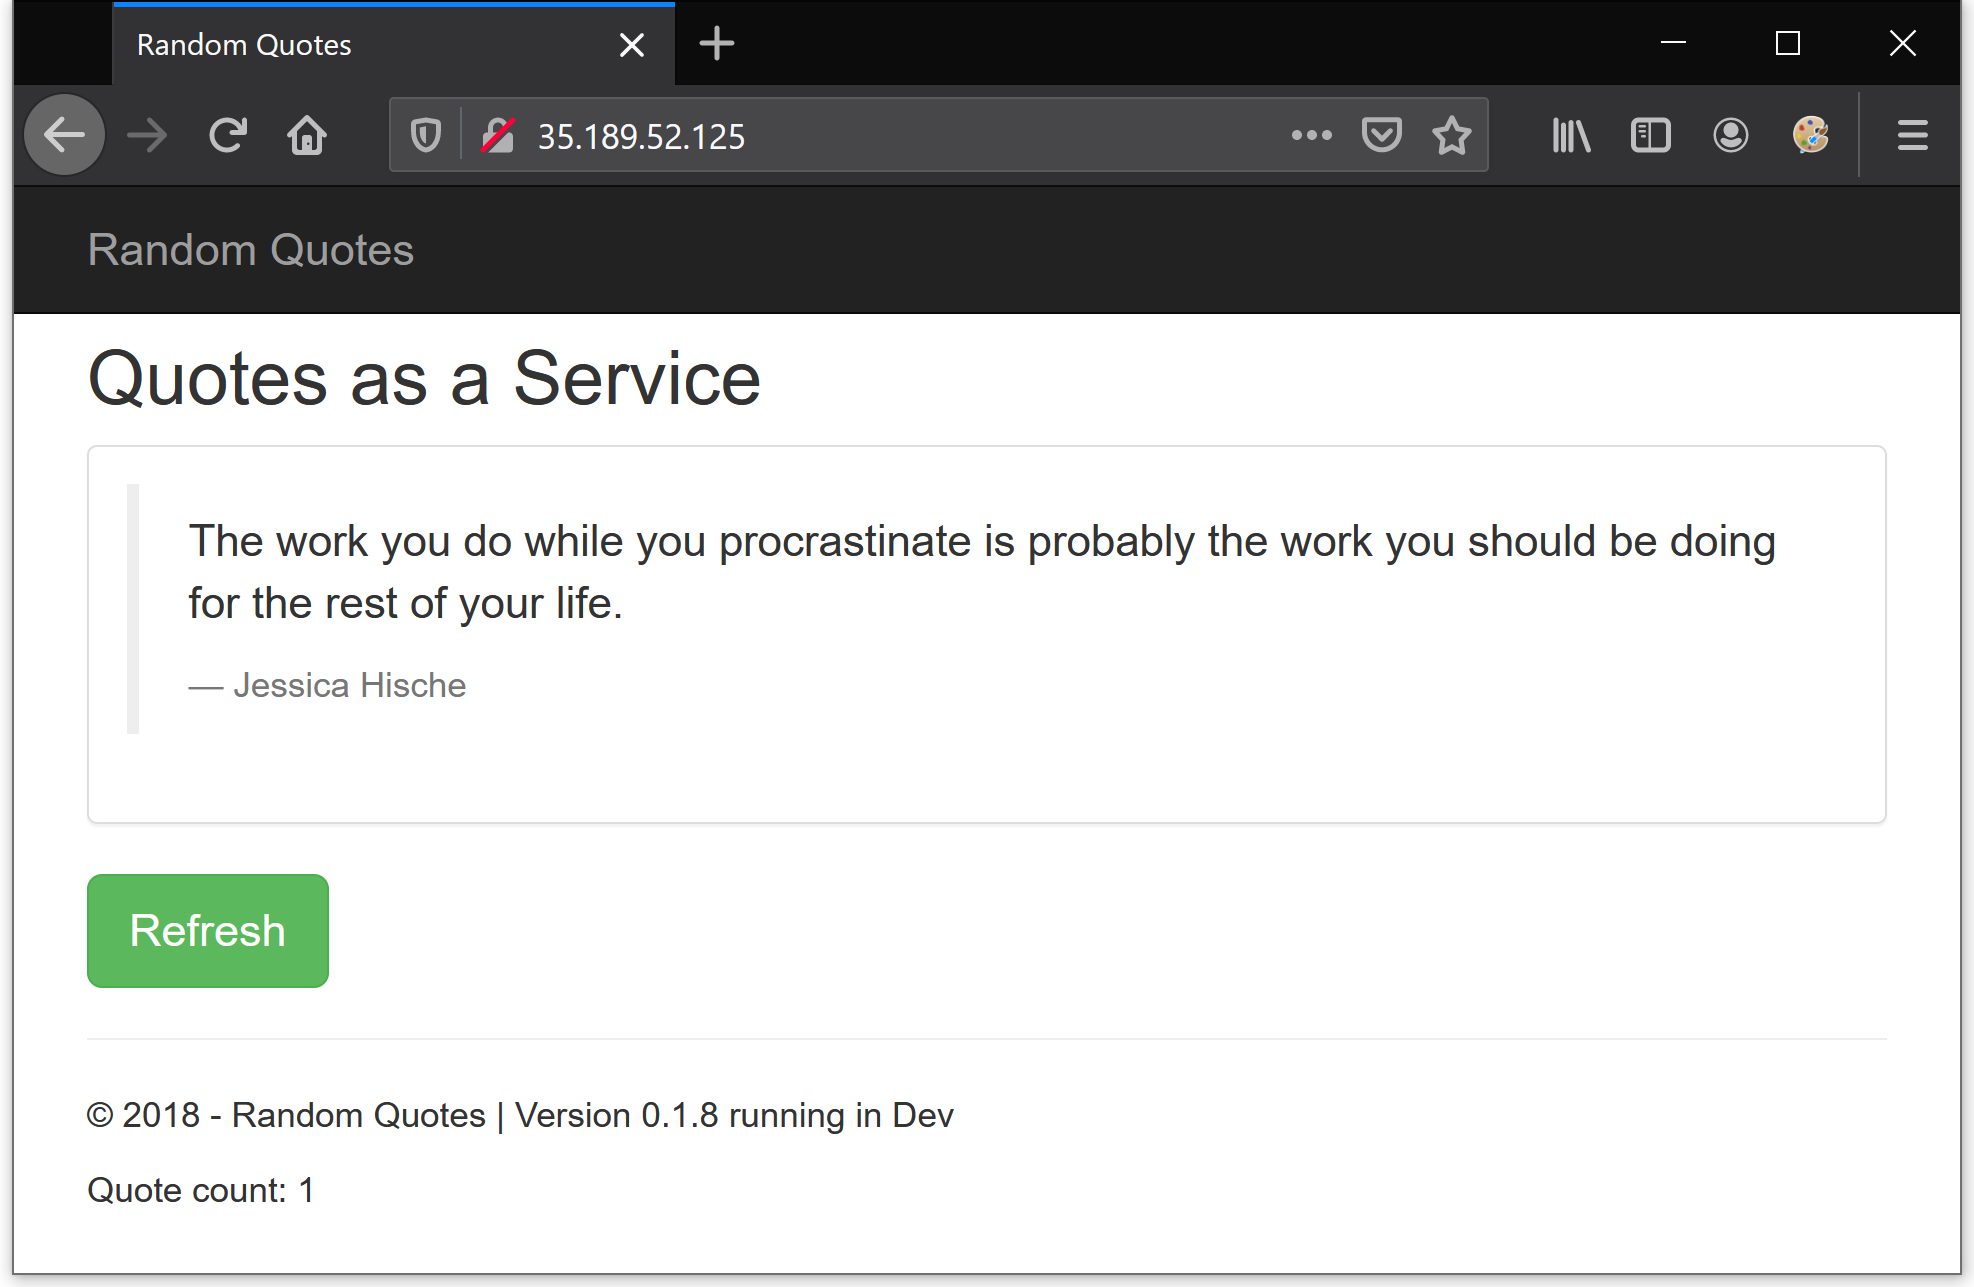 Random Quotes
35.189.52.125
Random Quotes
Quotes as a Service
The work you do while you procrastinate is probably the work you should be doing
for the rest of your life.
— Jessica Hische
Refresh
© 2018 - Random Quotes | Version 0.1.8 running in Dev
Quote count: 1